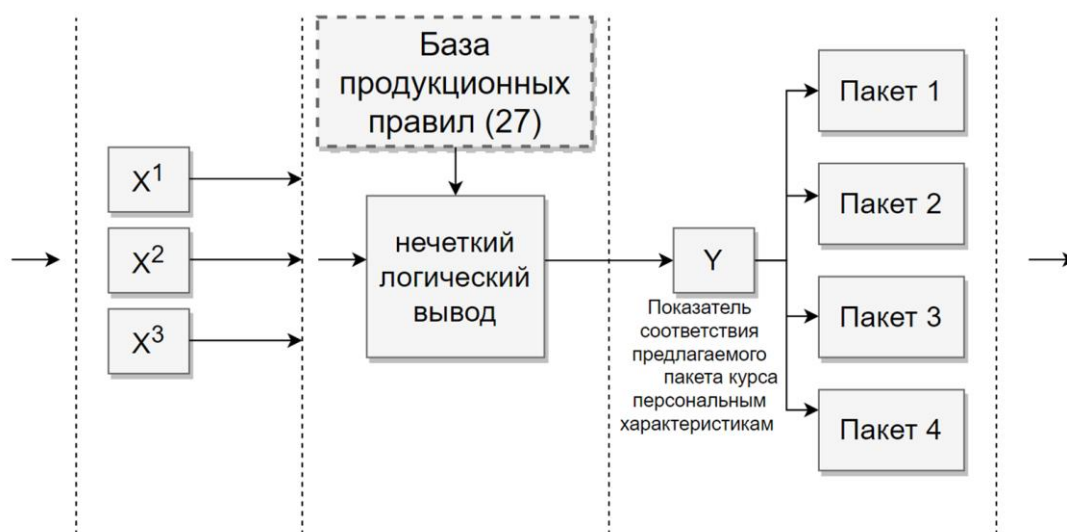 База
продукционных
правил (27)
X¹
X²
X³
нечеткий
логический
вывод
Y
Показатель
соответствия
предлагаемого
пакета курса
персональным
характеристикам
Пакет 1
Пакет 2
Пакет 3
Пакет 4